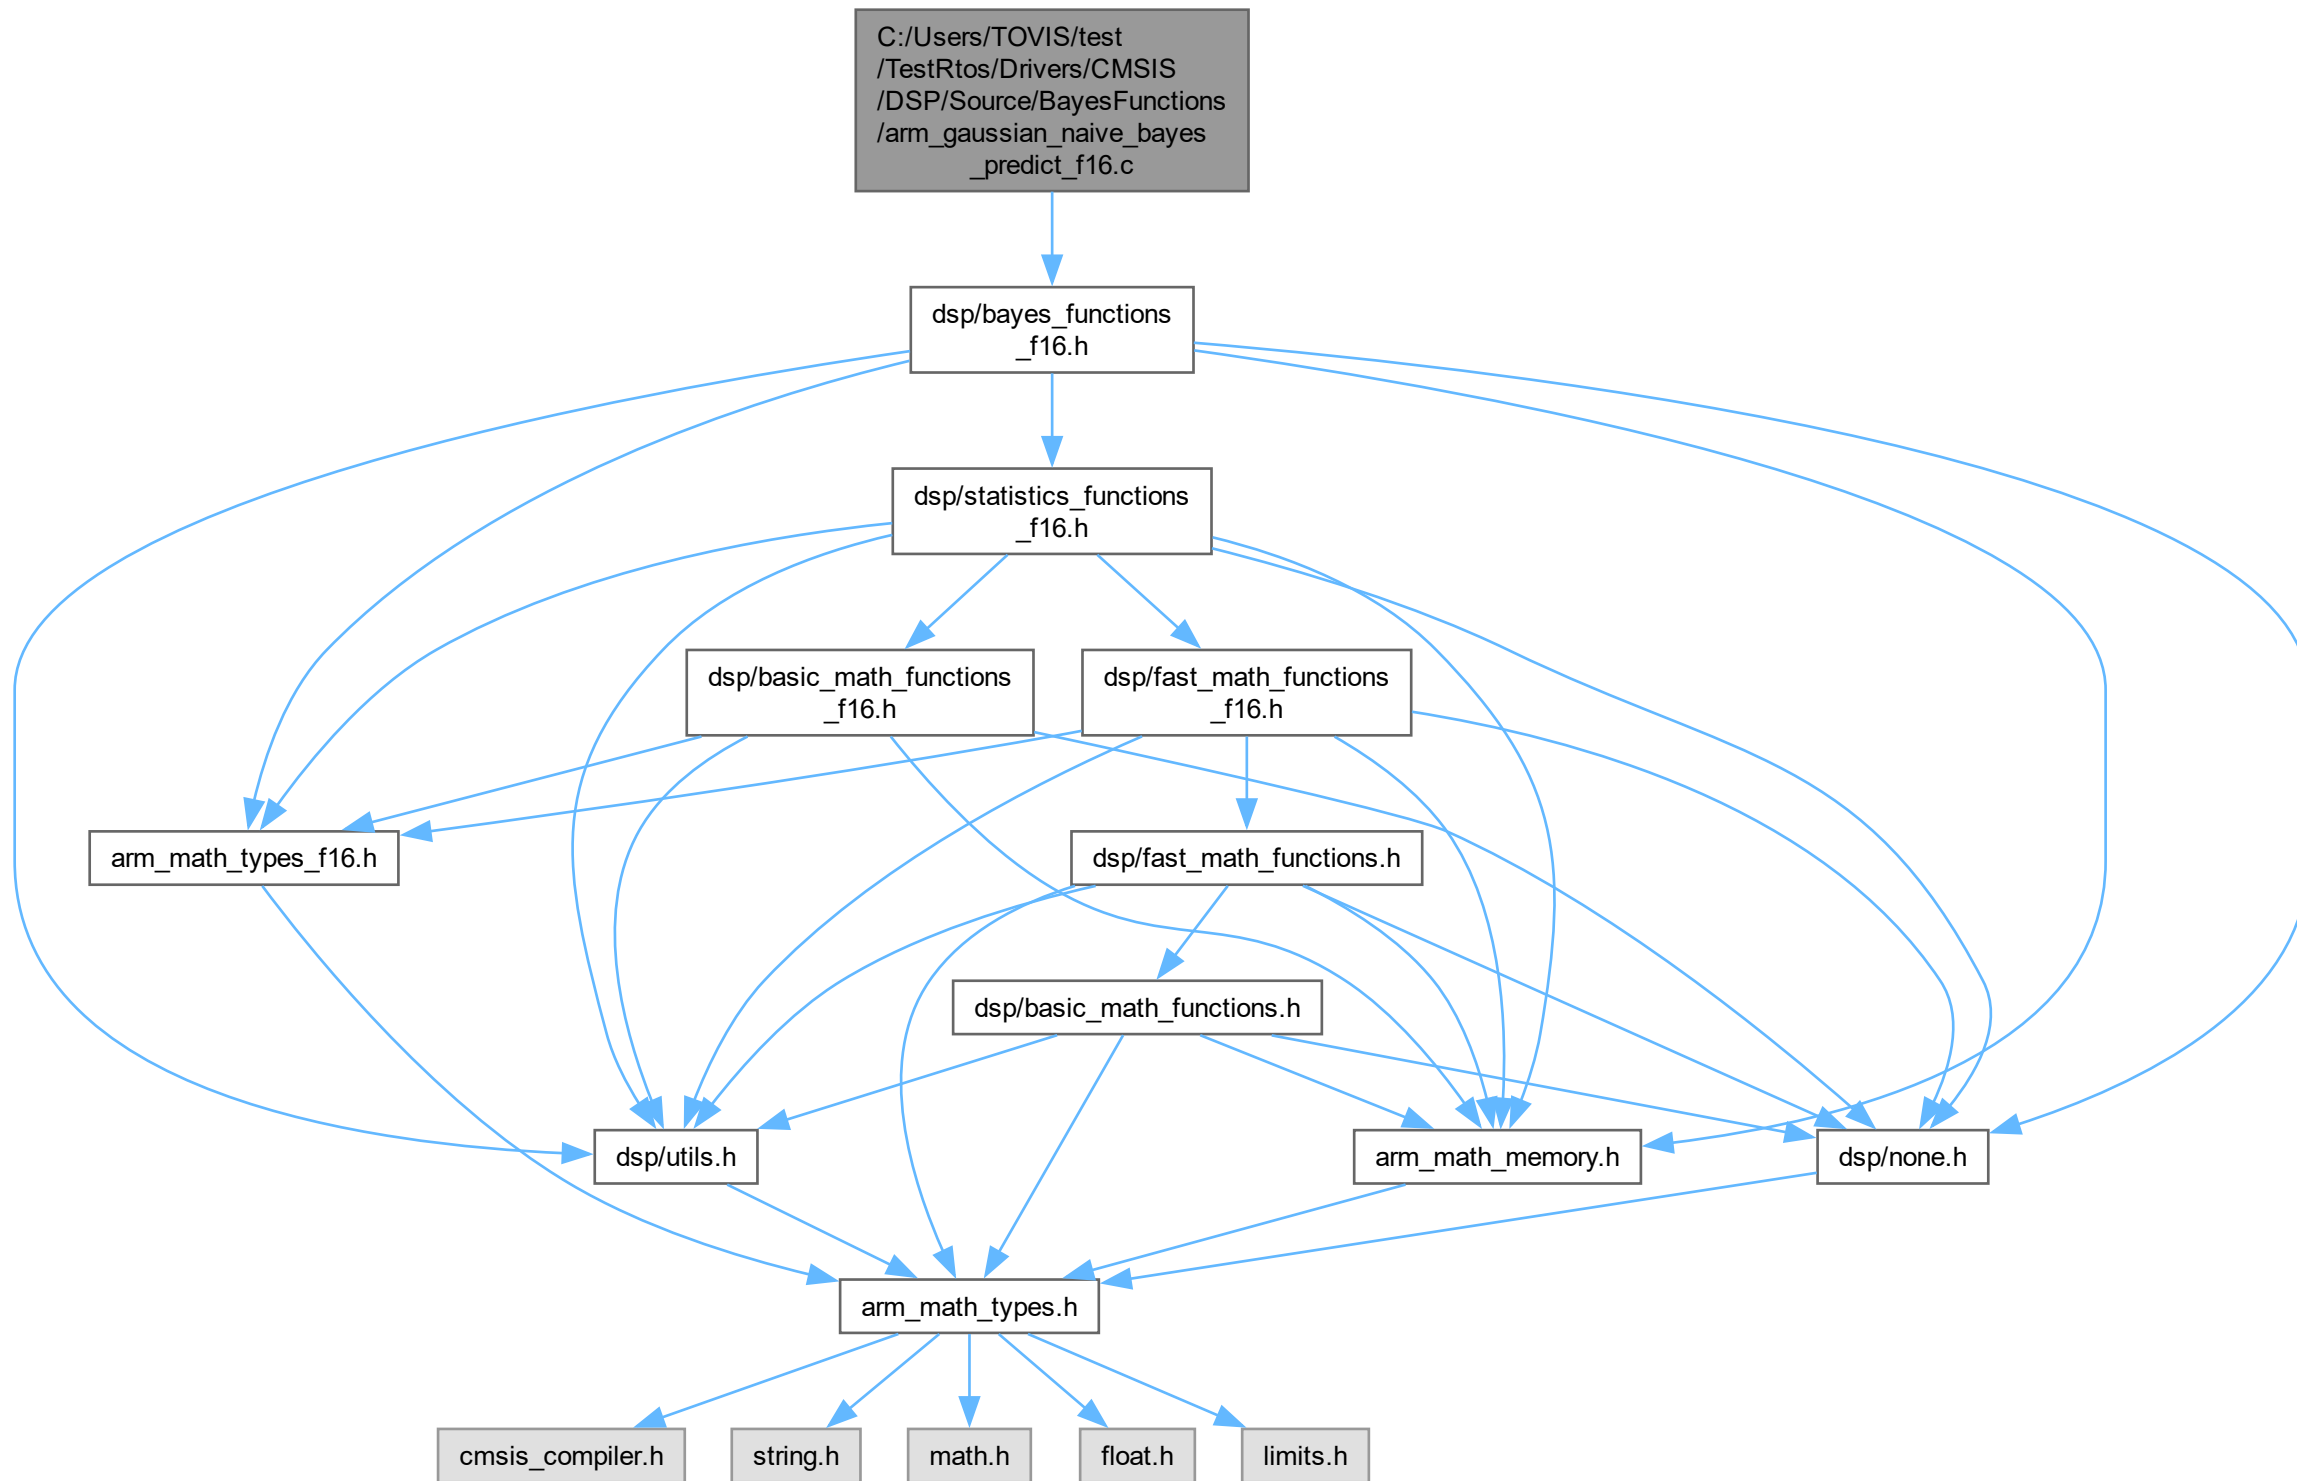 C:/Users/TOVIS/test
/TestRtos/Drivers/CMSIS
/DSP/Source/BayesFunctions
/arm_gaussian_naive_bayes
_predict_f16.c
dsp/bayes_functions
_f16.h
dsp/statistics_functions
_f16.h
dsp/basic_math_functions
_f16.h
dsp/fast_math_functions
_f16.h
arm_math_types_f16.h
dsp/fast_math_functions.h
dsp/basic_math_functions.h
dsp/utils.h
arm_math_memory.h
dsp/none.h
arm_math_types.h
cmsis_compiler.h
string.h
math.h
float.h
limits.h